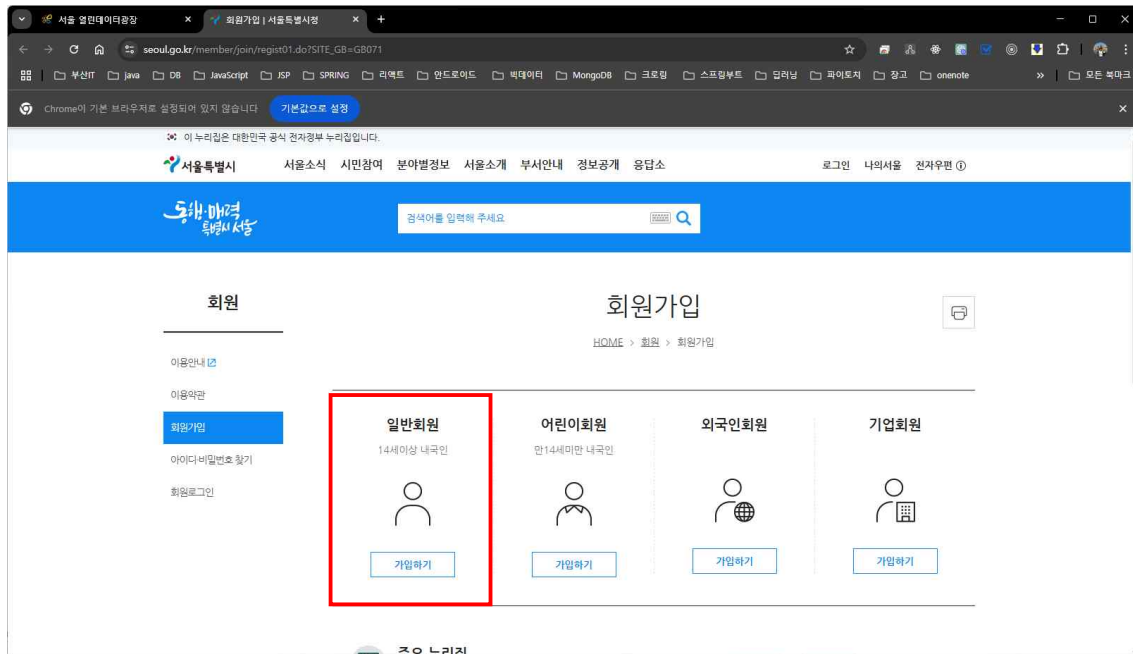 서울 열린데이터광장
회원가입 | 서울특별시청
seoul.go.kr/member/join/regist01.do?SITE_GB=GB071
부산IT java DB JavaScript JSP SPRING 리액트 안드로이드 빅데이터 MongoDB 크로링 스프링부트 딥러닝 파이토치 장고 onenote » 모든 북마크
Chrome이 기본 브라우저로 설정되어 있지 않습니다 기본값으로 설정
이 누리집은 대한민국 공식 전자정부 누리집입니다.
서울특별시 서울소식 시민참여 분야별정보 서울소개 부서안내 정보공개 응답소 로그인 나의서울 전자우편
동행·매력
특별시 서울
검색어를 입력해 주세요
회원
회원가입
HOME > 회원 > 회원가입
이용안내
이용약관
회원가입
아이디·비밀번호 찾기
회원로그인
일반회원 어린이회원 외국인회원 기업회원
14세이상 내국인 만14세미만 내국인
가입하기 가입하기 가입하기 가입하기
주요 누리집